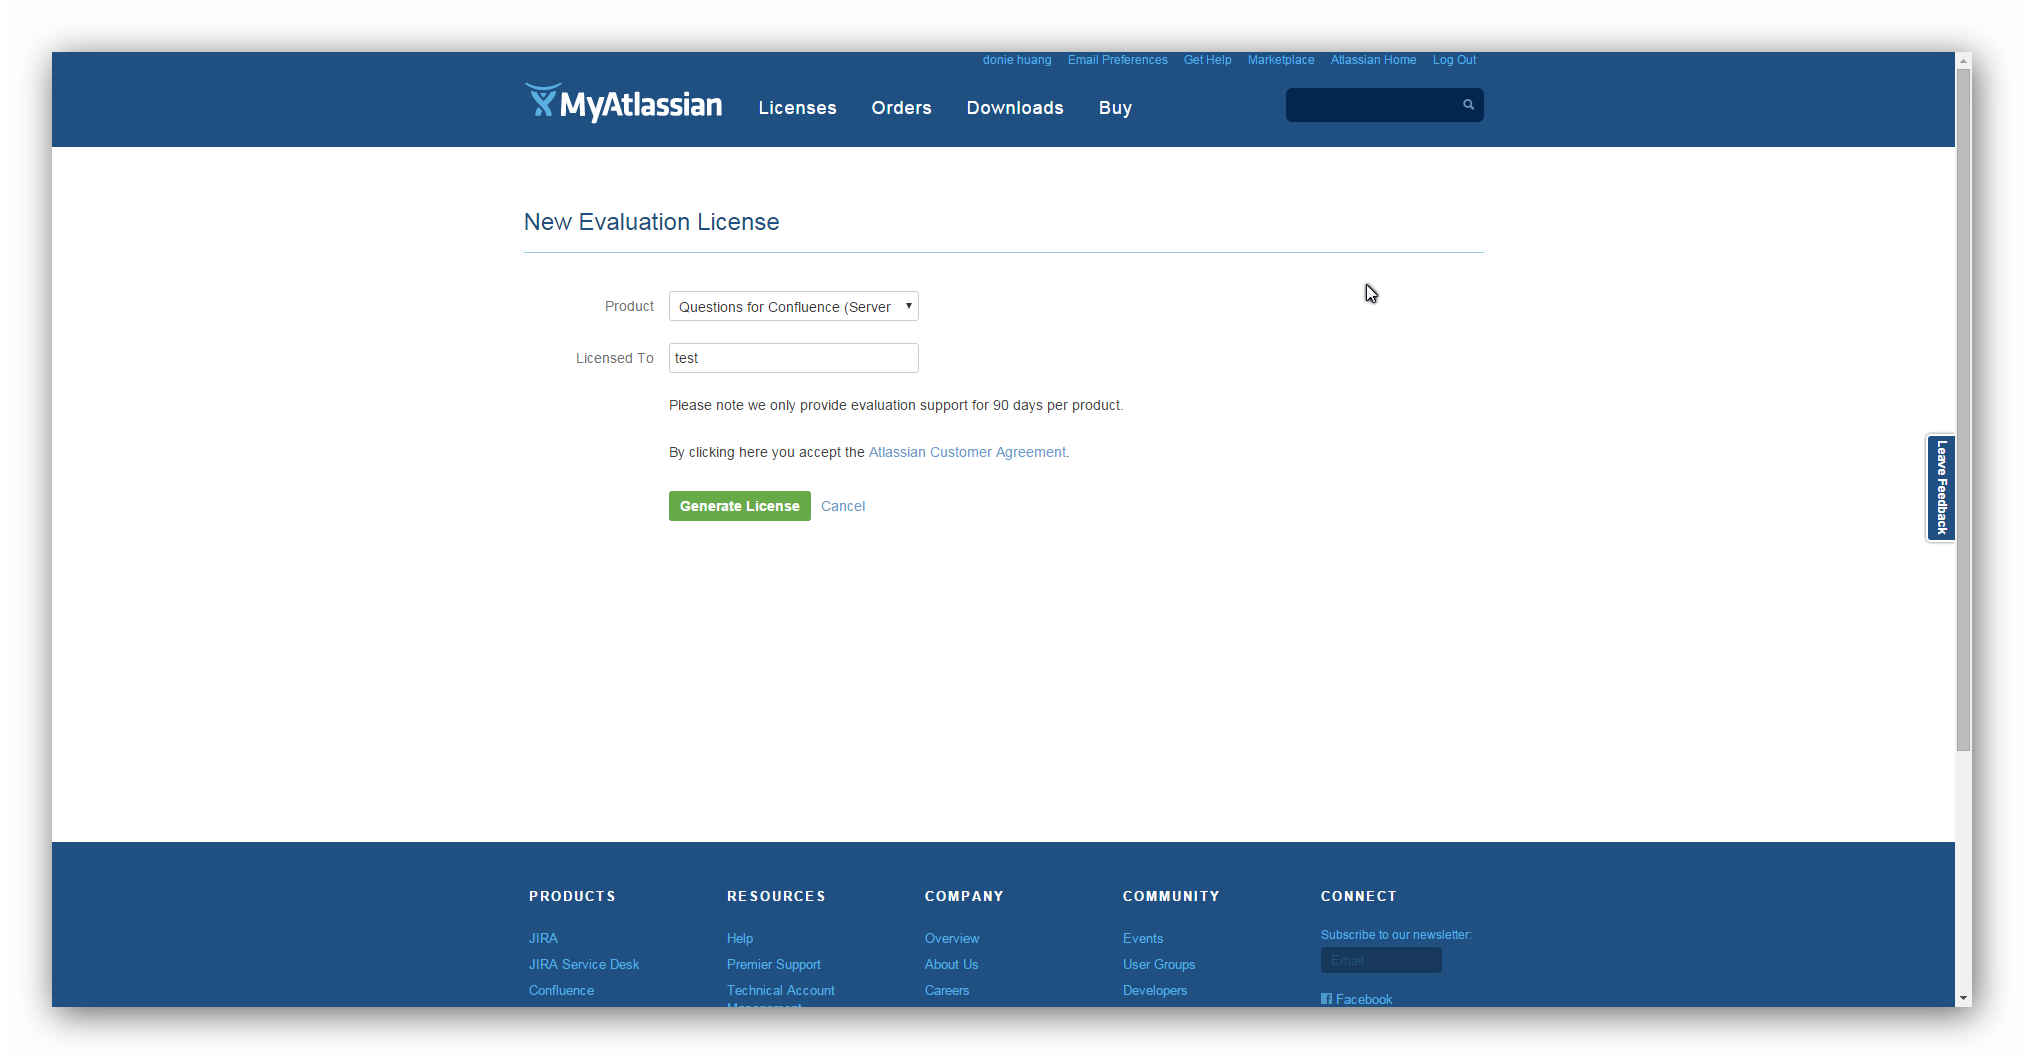 donie huang Email Preferences Get Help Marketplace Atlassian Home Log Out
MyAtlassian Licenses Orders Downloads Buy
New Evaluation License
Product Questions for Confluence (Server
Licensed To test
Please note we only provide evaluation support for 90 days per product.
By clicking here you accept the Atlassian Customer Agreement.
Generate License Cancel
Leave Feedback
PRODUCTS RESOURCES COMPANY COMMUNITY CONNECT
JIRA Help Overview Events Subscribe to our newsletter:
JIRA Service Desk Premier Support About Us User Groups Email
Confluence Technical Account Careers Developers Facebook
Management